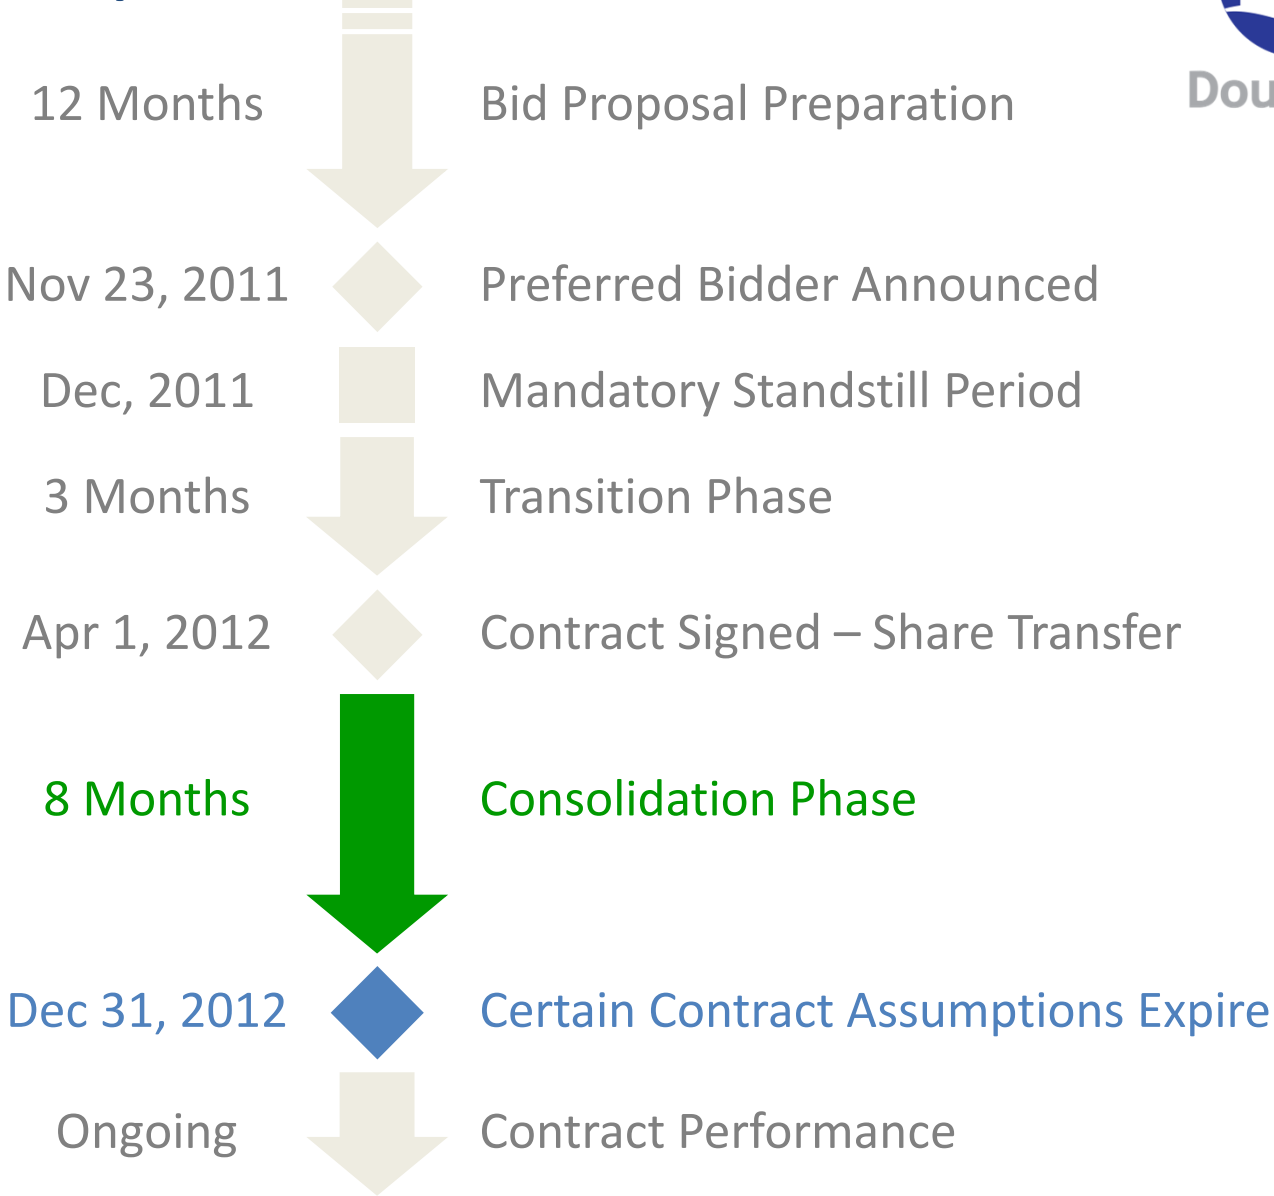 12 Months Bid Proposal Preparation
Nov 23, 2011 Preferred Bidder Announced
Dec, 2011 Mandatory Standstill Period
3 Months Transition Phase
Apr 1, 2012 Contract Signed – Share Transfer
8 Months Consolidation Phase
Dec 31, 2012 Certain Contract Assumptions Expire
Ongoing Contract Performance